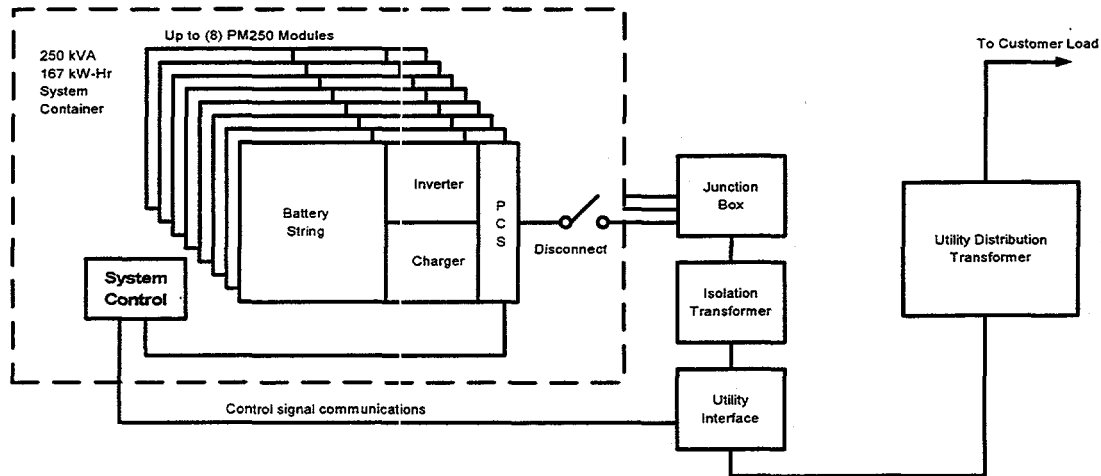 Up to (8) PM250 Modules
250 kVA
167 kW-Hr
System
Container
To Customer Load
Inverter
Battery
String
P
C
S
Charger
Disconnect
Junction
Box
Utility Distribution
Transformer
System
Control
Isolation
Transformer
Control signal communications
Utility
Interface